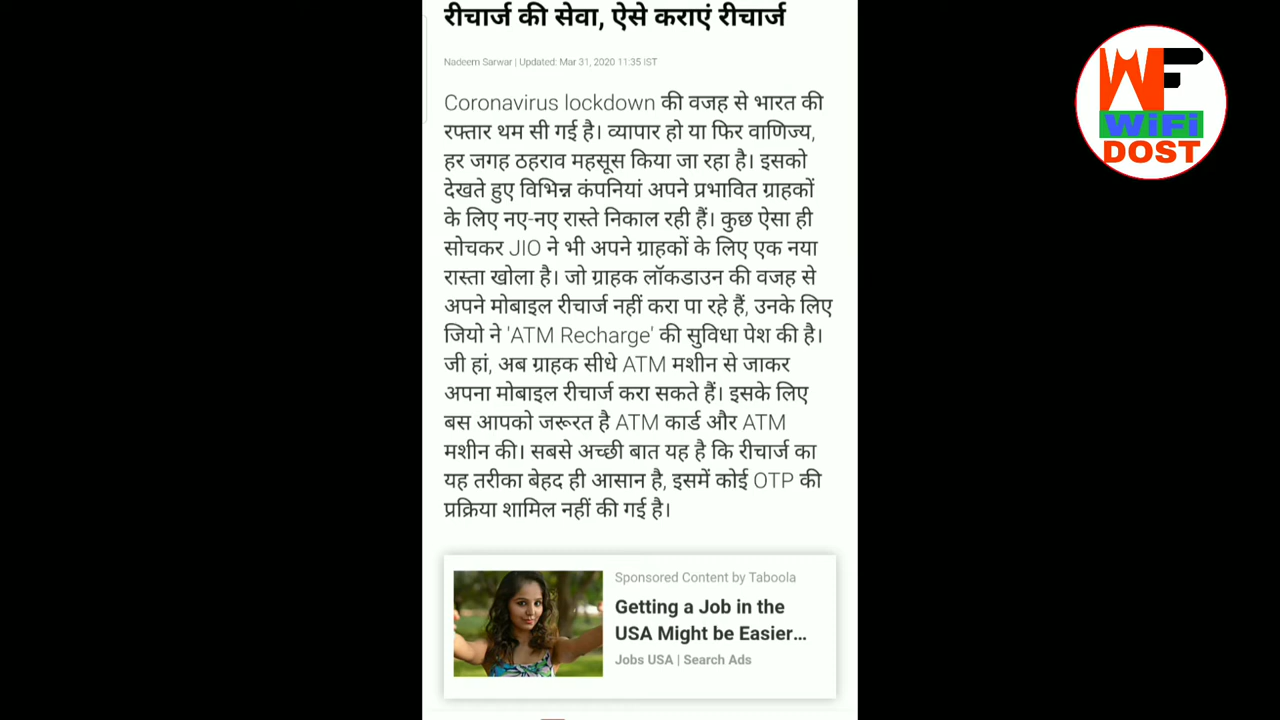 रीचार्ज की सेवा, ऐसे कराएं रीचार्ज
Nadeem Sarwar | Updated: Mar 31, 2020 11:35 IST
Coronavirus lockdown की वजह से भारत की
रफ्तार थम सी गई है। व्यापार हो या फिर वाणिज्य,
हर जगह ठहराव महसूस किया जा रहा है। इसको
देखते हुए विभिन्न कंपनियां अपने प्रभावित ग्राहकों
के लिए नए-नए रास्ते निकाल रही हैं। कुछ ऐसा ही
सोचकर JIO ने भी अपने ग्राहकों के लिए एक नया
रास्ता खोला है। जो ग्राहक लॉकडाउन की वजह से
अपने मोबाइल रीचार्ज नहीं करा पा रहे हैं, उनके लिए
जियो ने 'ATM Recharge' की सुविधा पेश की है।
जी हां, अब ग्राहक सीधे ATM मशीन से जाकर
अपना मोबाइल रीचार्ज करा सकते हैं। इसके लिए
बस आपको जरूरत है ATM कार्ड और ATM
मशीन की। सबसे अच्छी बात यह है कि रीचार्ज का
यह तरीका बेहद ही आसान है, इसमें कोई OTP की
प्रक्रिया शामिल नहीं की गई है।
Sponsored Content by Taboola
Getting a Job in the
USA Might be Easier...
Jobs USA | Search Ads
WF
WiFi
DOST